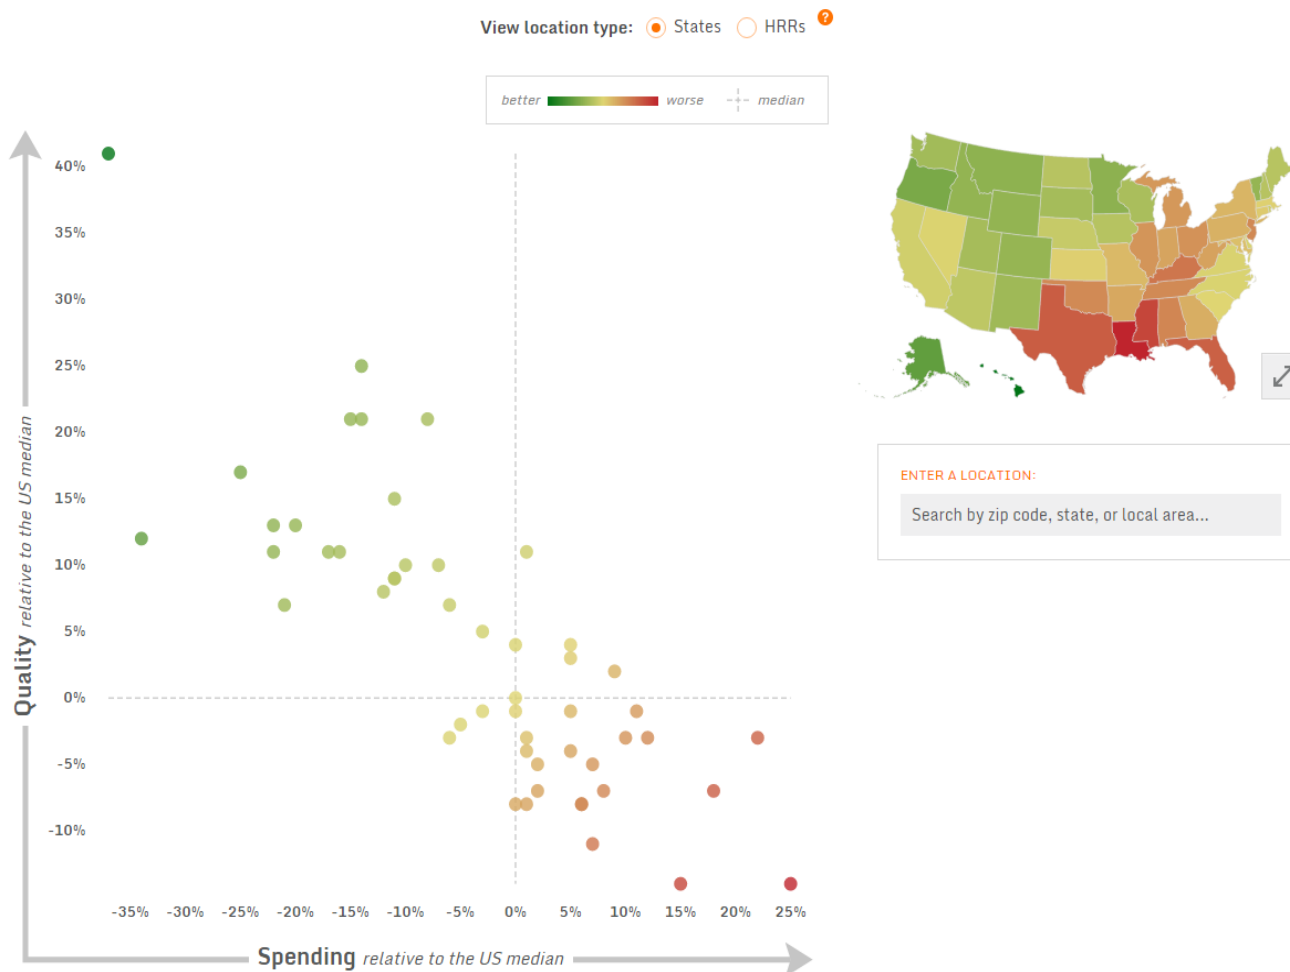 View location type: States HRRs ?
better worse median
40%
35%
30%
25%
20%
15%
10%
5%
0%
-5%
-10%
Quality relative to the US median
-35% -30% -25% -20% -15% -10% -5% 0% 5% 10% 15% 20% 25%
Spending relative to the US median
ENTER A LOCATION:
Search by zip code, state, or local area...